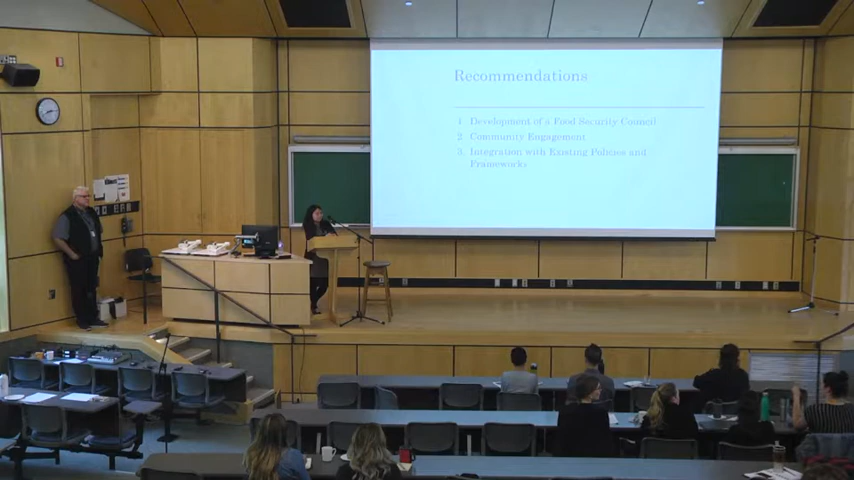 Recommendations
1. Development of a Food Security Council
2. Community Engagement
3. Integration with Existing Policies and
Frameworks